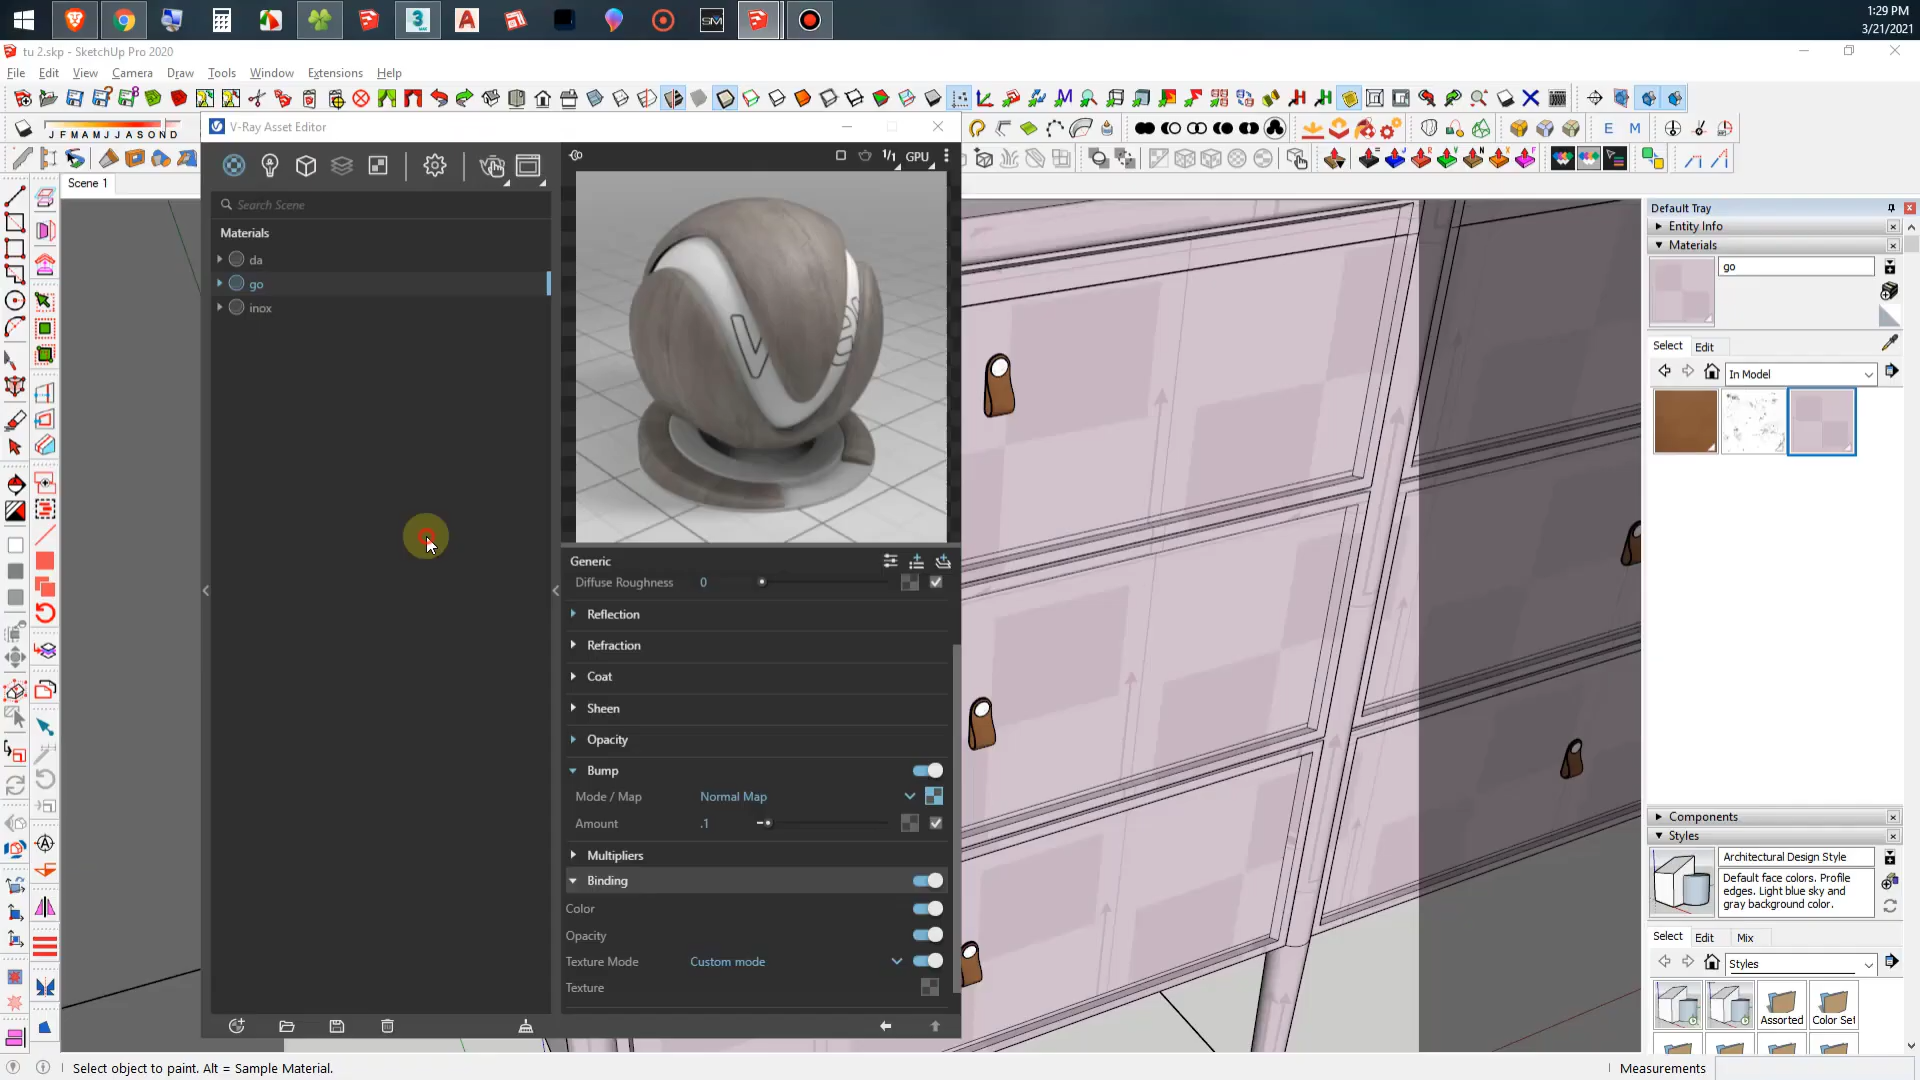 1:29 PM
3/21/2021
tu 2.skp - SketchUp Pro 2020
File Edit View Camera Draw Tools Window Extensions Help
J F M A M J J A S O N D
V-Ray Asset Editor
E M
Scene 1
1/1 GPU
Search Scene
Materials
da
go
inox
Generic
Diffuse Roughness 0
Reflection
Refraction
Coat
Sheen
Opacity
Bump
Mode / Map Normal Map
Amount .1
Multipliers
Binding
Color
Opacity
Texture Mode Custom mode
Texture
Default Tray
Entity Info
Materials
go
Select Edit
In Model
Components
Styles
Architectural Design Style
Default face colors. Profile
edges. Light blue sky and
gray background color.
Select Edit Mix
Styles
Assorted Color Set
Select object to paint. Alt = Sample Material.
Measurements